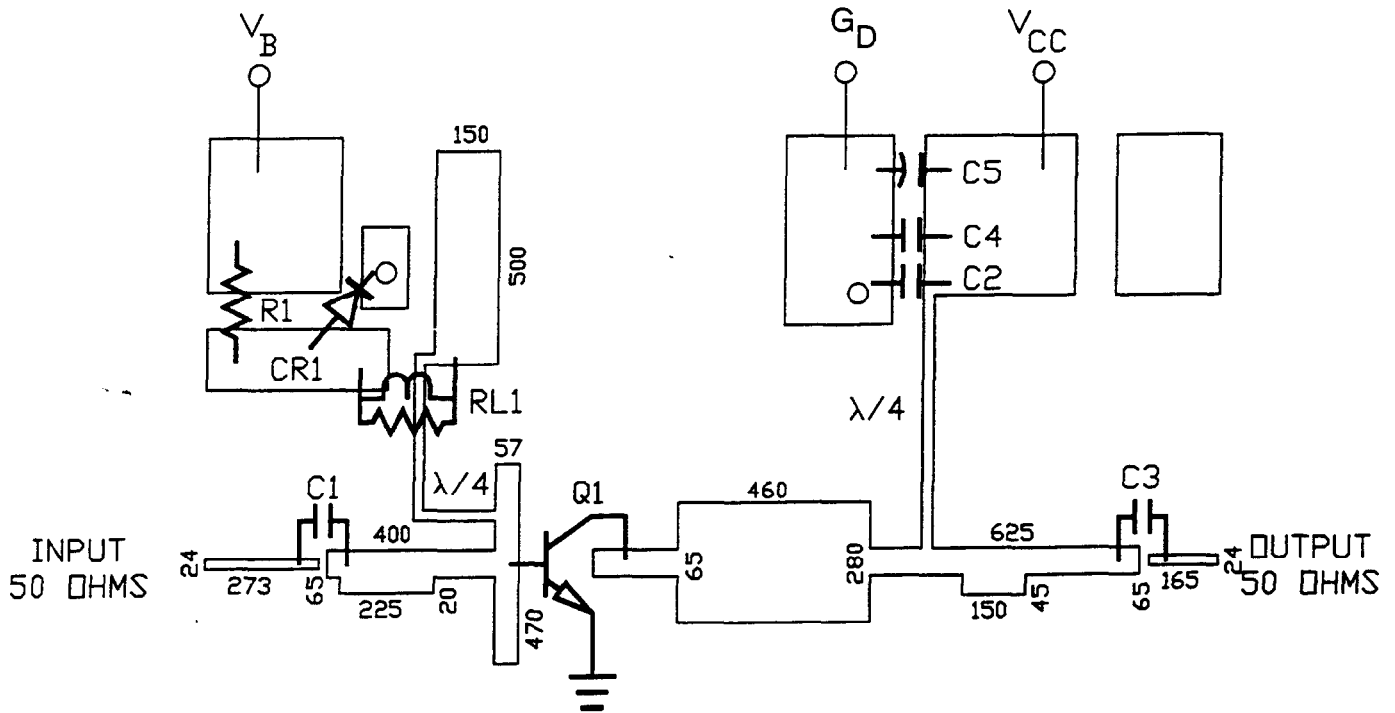 V_B
G_D
V_CC
150
500
C5
C4
C2
R1
CR1
RL1
λ/4
λ/4
57
C1
Q1
460
C3
400
625
INPUT
50 OHMS
24
273
65
225
20
470
65
280
150
45
65
165
24
OUTPUT
50 OHMS